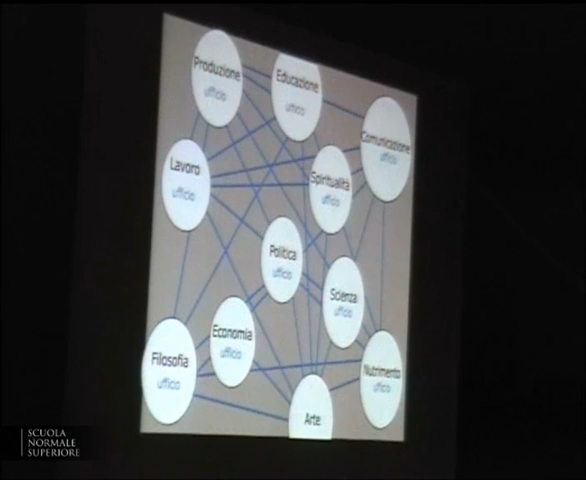 Produzione
ufficio
Educazione
ufficio
Comunicazione
ufficio
Lavoro
ufficio
Spiritualità
ufficio
Politica
ufficio
Scienza
ufficio
Economia
ufficio
Filosofia
ufficio
Nutrimento
ufficio
Arte
SCUOLA
NORMALE
SUPERIORE